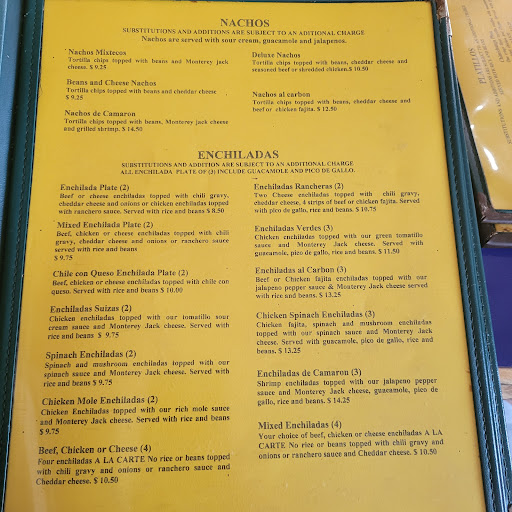 NACHOS
SUBSTITUTIONS AND ADDITIONS ARE SUBJECT TO AN ADITIONAL CHARGE
Nachos are served with sour cream, guacamole and jalapenos.
Nachos Mixtecos
Tortilla chips topped with beans and Monterey jack
cheese. $ 9.25
Beans and Cheese Nachos
Tortilla chips topped with beans and cheddar cheese
$ 9.25
Nachos de Camaron
Tortilla chips topped with beans, Monterey jack cheese
and grilled shrimp. $ 14.50
Deluxe Nachos
Tortilla chips topped with beans, cheddar cheese and
seasoned beef or shredded chicken.$ 10.50
Nachos al carbon
Tortilla chips topped with beans, cheddar cheese and
beef or chicken fajita. $ 12.50
ENCHILADAS
SUBSTITUTIONS AND ADDITION ARE SUBJECT TO AN ADDITIONAL CHARGE
ALL ENCHILADA PLATE OF (3) INCLUDE GUACAMOLE AND PICO DE GALLO.
Enchilada Plate (2)
Beef or cheese enchiladas topped with chili gravy,
cheddar cheese and onions or chicken enchiladas topped
with ranchero sauce. Served with rice and beans $ 8.50
Mixed Enchilada Plate (2)
Beef, chicken or cheese enchiladas topped with chili
gravy, cheddar cheese and onions or ranchero sauce
served with rice and beans
$ 9.75
Chile con Queso Enchilada Plate (2)
Beef, chicken or cheese enchiladas topped with chile con
queso. Served with rice and beans $ 10.00
Enchiladas Suizas (2)
Chicken enchiladas topped with our tomatillo sour
cream sauce and Monterey Jack cheese. Served with
rice and beans $ 9.75
Spinach Enchiladas (2)
Spinach and mushroom enchiladas topped with our
spinach sauce and Monterey Jack cheese. Served with
rice and beans $ 9.75
Chicken Mole Enchiladas (2)
Chicken Enchiladas topped with our rich mole sauce
and Monterey Jack cheese. Served with rice and beans
$ 9.75
Beef, Chicken or Cheese (4)
Four enchiladas A LA CARTE No rice or beans topped
with chili gravy and onions or ranchero sauce and
Cheddar cheese. $ 10.50
Enchiladas Rancheras (2)
Two Cheese enchiladas topped with chili gravy,
cheddar cheese, 4 strips of beef or chicken fajita. Served
with pico de gallo, rice and beans $ 10.75
Enchiladas Verdes (3)
Chicken enchiladas topped with our green tomatillo
sauce and Monterey Jack cheese. Served with
guacamole, pico de gallo, rice and beans. $ 11.50
Enchiladas al Carbon (3)
Beef or Chicken fajita enchiladas topped with our
jalapeno pepper sauce & Monterey Jack cheese served
with rice and beans. $ 13.25
Chicken Spinach Enchiladas (3)
Chicken fajita, spinach and mushroom enchiladas
topped with our spinach sauce and Monterey Jack
cheese. Served with guacamole, pico de gallo, rice and
beans. $ 13.25
Enchiladas de Camaron (3)
Shrimp enchiladas topped with our jalapeno pepper
sauce and Monterey Jack cheese, guacamole, pico de
gallo, rice and beans. $ 14.25
Mixed Enchiladas (4)
Your choice of beef, chicken or cheese enchiladas A LA
CARTE No rice or beans topped with chili gravy and
onions or ranchero sauce and Cheddar cheese. $ 10.50